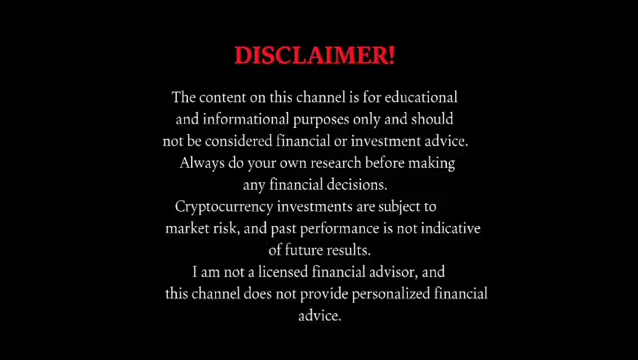 DISCLAIMER!
The content on this channel is for educational
and informational purposes only and should
not be considered financial or investment advice.
Always do your own research before making
any financial decisions.
Cryptocurrency investments are subject to
market risk, and past performance is not indicative
of future results.
I am not a licensed financial advisor, and
this channel does not provide personalized financial
advice.